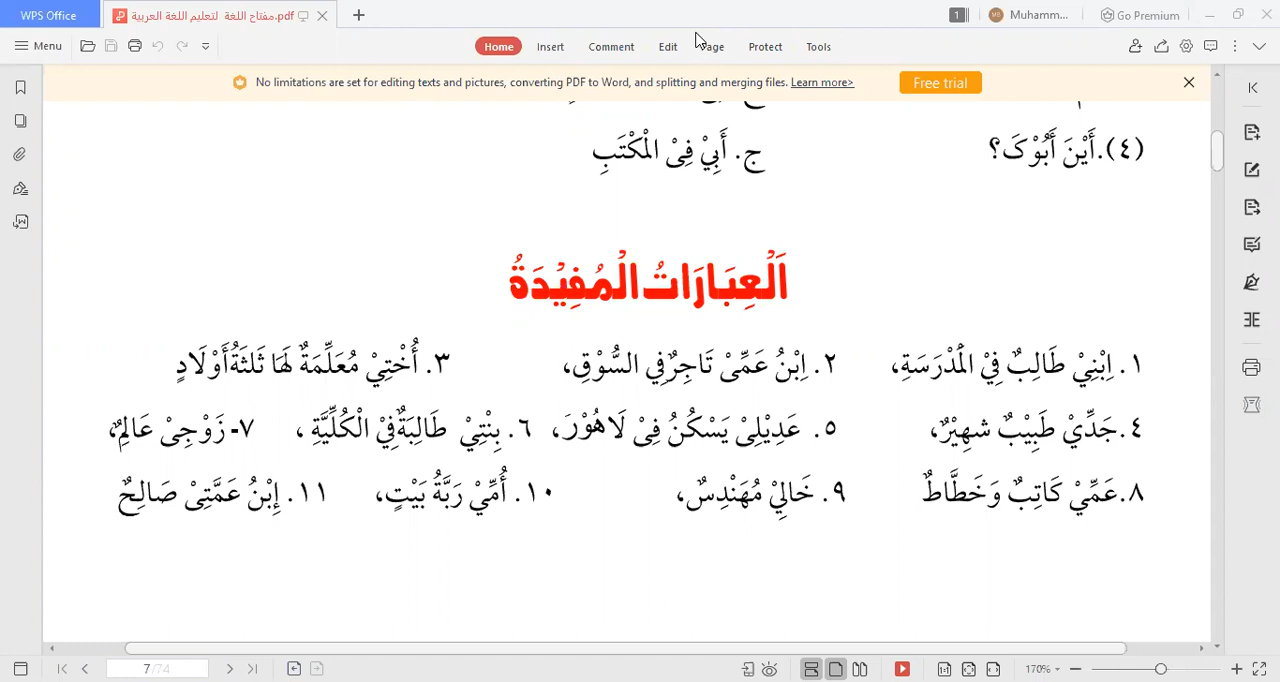 WPS Office
مفتاح اللغة لتعليم اللغة العربية.pdf
1
Muhamm...
Go Premium
Menu
Home Insert Comment Edit Page Protect Tools
No limitations are set for editing texts and pictures, converting PDF to Word, and splitting and merging files. Learn more>
Free trial
(٤).أَيْنَ أَبُوْکَ؟ ج. أَبِيْ فِیْ الْمَكْتَبِ
اَلْعِبَارَاتُ الْمُفِيْدَةُ
١. اِبْنِيْ طَالِبٌ فِيْ الْمَدْرَسَةِ، ٢. اِبْنُ عَمِّیْ تَاجِرٌ فِي السُّوْقِ، ٣. أُخْتِيْ مُعَلِّمَةٌ لَهَا ثَلثَةُ أَوْلَادٍ
٤.جَدِّيْ طَبِيْبٌ شهِيْرٌ، ٥. عَدِيْلِیْ يَسْكُنُ فِیْ لَاهُوْرَ، ٦. بِنْتِيْ طَالِبَةٌ فِيْ الْكُلِّيَّةِ ، ٧- زَوْجِیْ عَالِمٌ،
٨.عَمِّيْ كَاتِبٌ وَخَطَّاطٌ ٩. خَالِيْ مُهَنْدِسٌ، ١٠. أُمِّيْ رَبَّةُ بَيْتٍ، ١١. إِبْنُ عَمَّتِیْ صَالِحٌ
7/74
170%